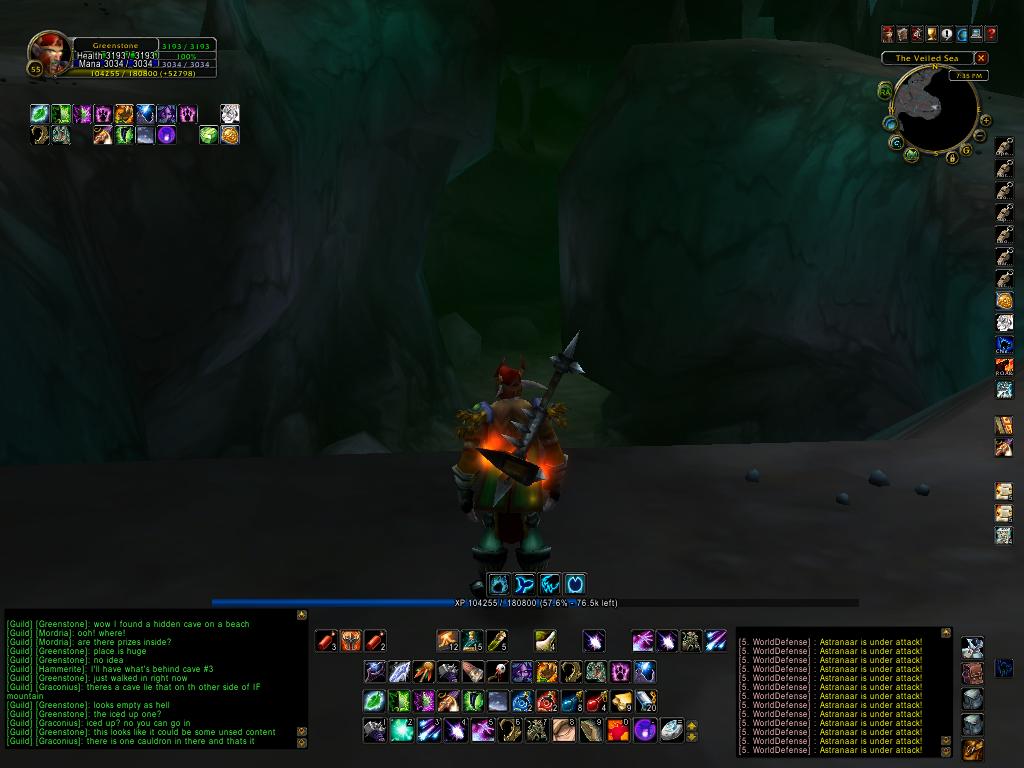 Greenstone
3193 / 3193
Health 3193 / 3193
100%
Mana 3034 / 3034
3034 / 3034
55
104255 / 180800 (+52798)
The Veiled Sea
7:35 PM
N
RA
XP 104255 / 180800 (57.6% - 76.5k left)
[Guild] [Greenstone]: wow I found a hidden cave on a beach
[Guild] [Mordria]: ooh! where!
[Guild] [Mordria]: are there prizes inside?
[Guild] [Greenstone]: place is huge
[Guild] [Greenstone]: no idea
[Guild] [Hammerite]: I'll have what's behind cave #3
[Guild] [Greenstone]: just walked in right now
[Guild] [Graconius]: theres a cave lie that on th other side of IF
mountain
[Guild] [Greenstone]: looks empty as hell
[Guild] [Greenstone]: the iced up one?
[Guild] [Graconius]: iced up? no you can go in
[Guild] [Greenstone]: this looks like it could be some unsed content
[Guild] [Graconius]: there is one cauldron in there and thats it
[5. WorldDefense] : Astranaar is under attack!
[5. WorldDefense] : Astranaar is under attack!
[5. WorldDefense] : Astranaar is under attack!
[5. WorldDefense] : Astranaar is under attack!
[5. WorldDefense] : Astranaar is under attack!
[5. WorldDefense] : Astranaar is under attack!
[5. WorldDefense] : Astranaar is under attack!
[5. WorldDefense] : Astranaar is under attack!
[5. WorldDefense] : Astranaar is under attack!
[5. WorldDefense] : Astranaar is under attack!
[5. WorldDefense] : Astranaar is under attack!
[5. WorldDefense] : Astranaar is under attack!
[5. WorldDefense] : Astranaar is under attack!